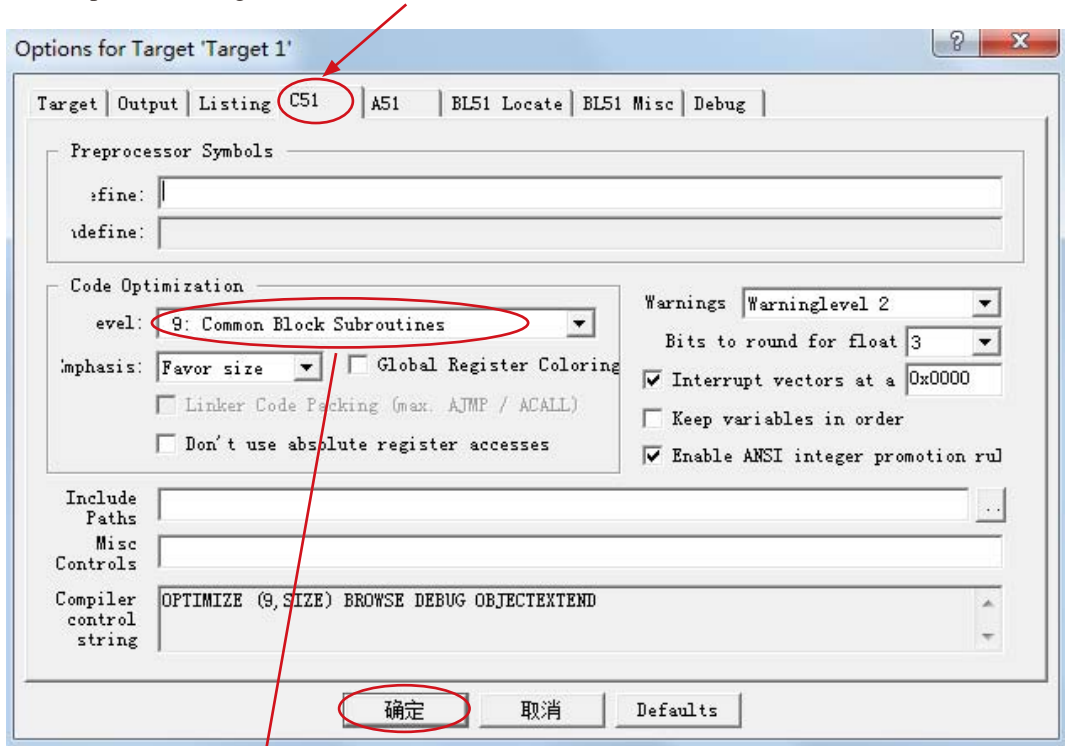 Options for Target 'Target 1'
Target Output Listing C51 A51 BL51 Locate BL51 Misc Debug
Preprocessor Symbols
efine:
define:
Code Optimization
evel: 9: Common Block Subroutines
Warnings Warninglevel 2
Bits to round for float 3
mphasis: Favor size Global Register Coloring
Interrupt vectors at a 0x0000
Linker Code Packing (max. AJMP / ACALL)
Keep variables in order
Don't use absolute register accesses
Enable ANSI integer promotion rul
Include
Paths
..
Misc
Controls
Compiler
control
string
OPTIMIZE (9,SIZE) BROWSE DEBUG OBJECTEXTEND
确定 取消 Defaults